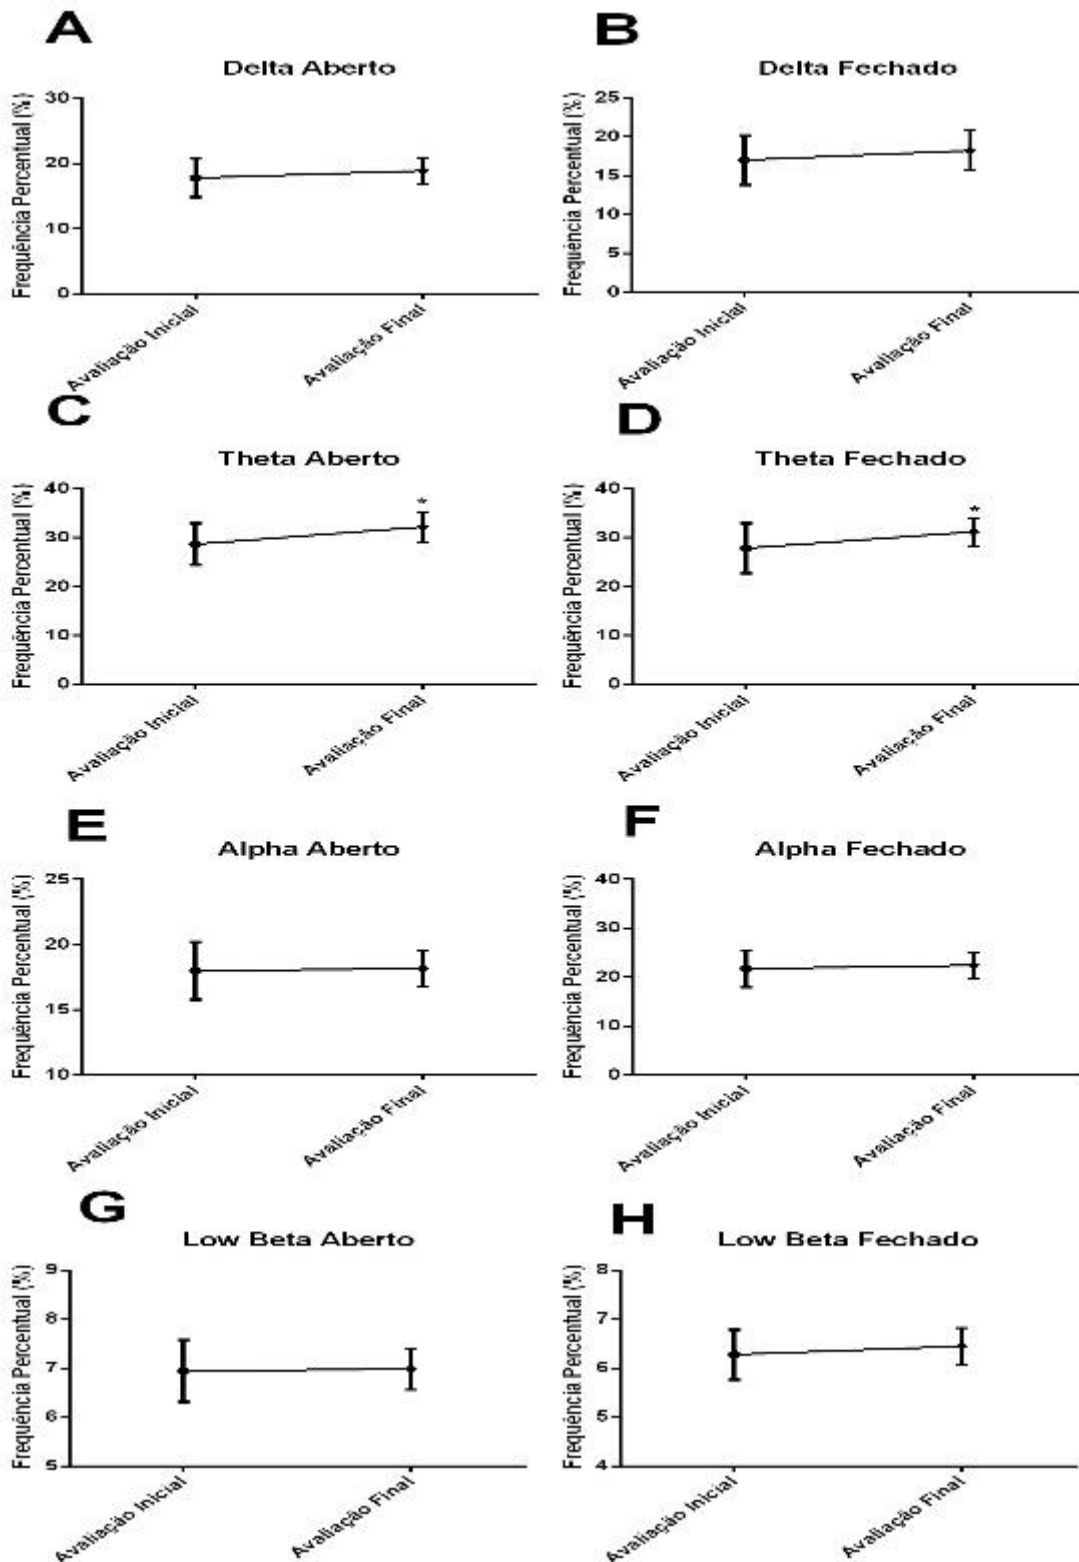 A
B
Delta Aberto
Delta Fechado
Frequência Percentual (%)
30
20
10
0
Avaliação Inicial
Avaliação Final
Frequência Percentual (%)
25
20
15
10
5
0
Avaliação Inicial
Avaliação Final
C
D
Theta Aberto
Theta Fechado
Frequência Percentual (%)
40
30
20
10
0
*
Avaliação Inicial
Avaliação Final
Frequência Percentual (%)
40
30
20
10
0
*
Avaliação Inicial
Avaliação Final
E
F
Alpha Aberto
Alpha Fechado
Frequência Percentual (%)
25
20
15
10
Avaliação Inicial
Avaliação Final
Frequência Percentual (%)
40
30
20
10
0
Avaliação Inicial
Avaliação Final
G
H
Low Beta Aberto
Low Beta Fechado
Frequência Percentual (%)
9
8
7
6
5
Avaliação Inicial
Avaliação Final
Frequência Percentual (%)
8
7
6
5
4
Avaliação Inicial
Avaliação Final